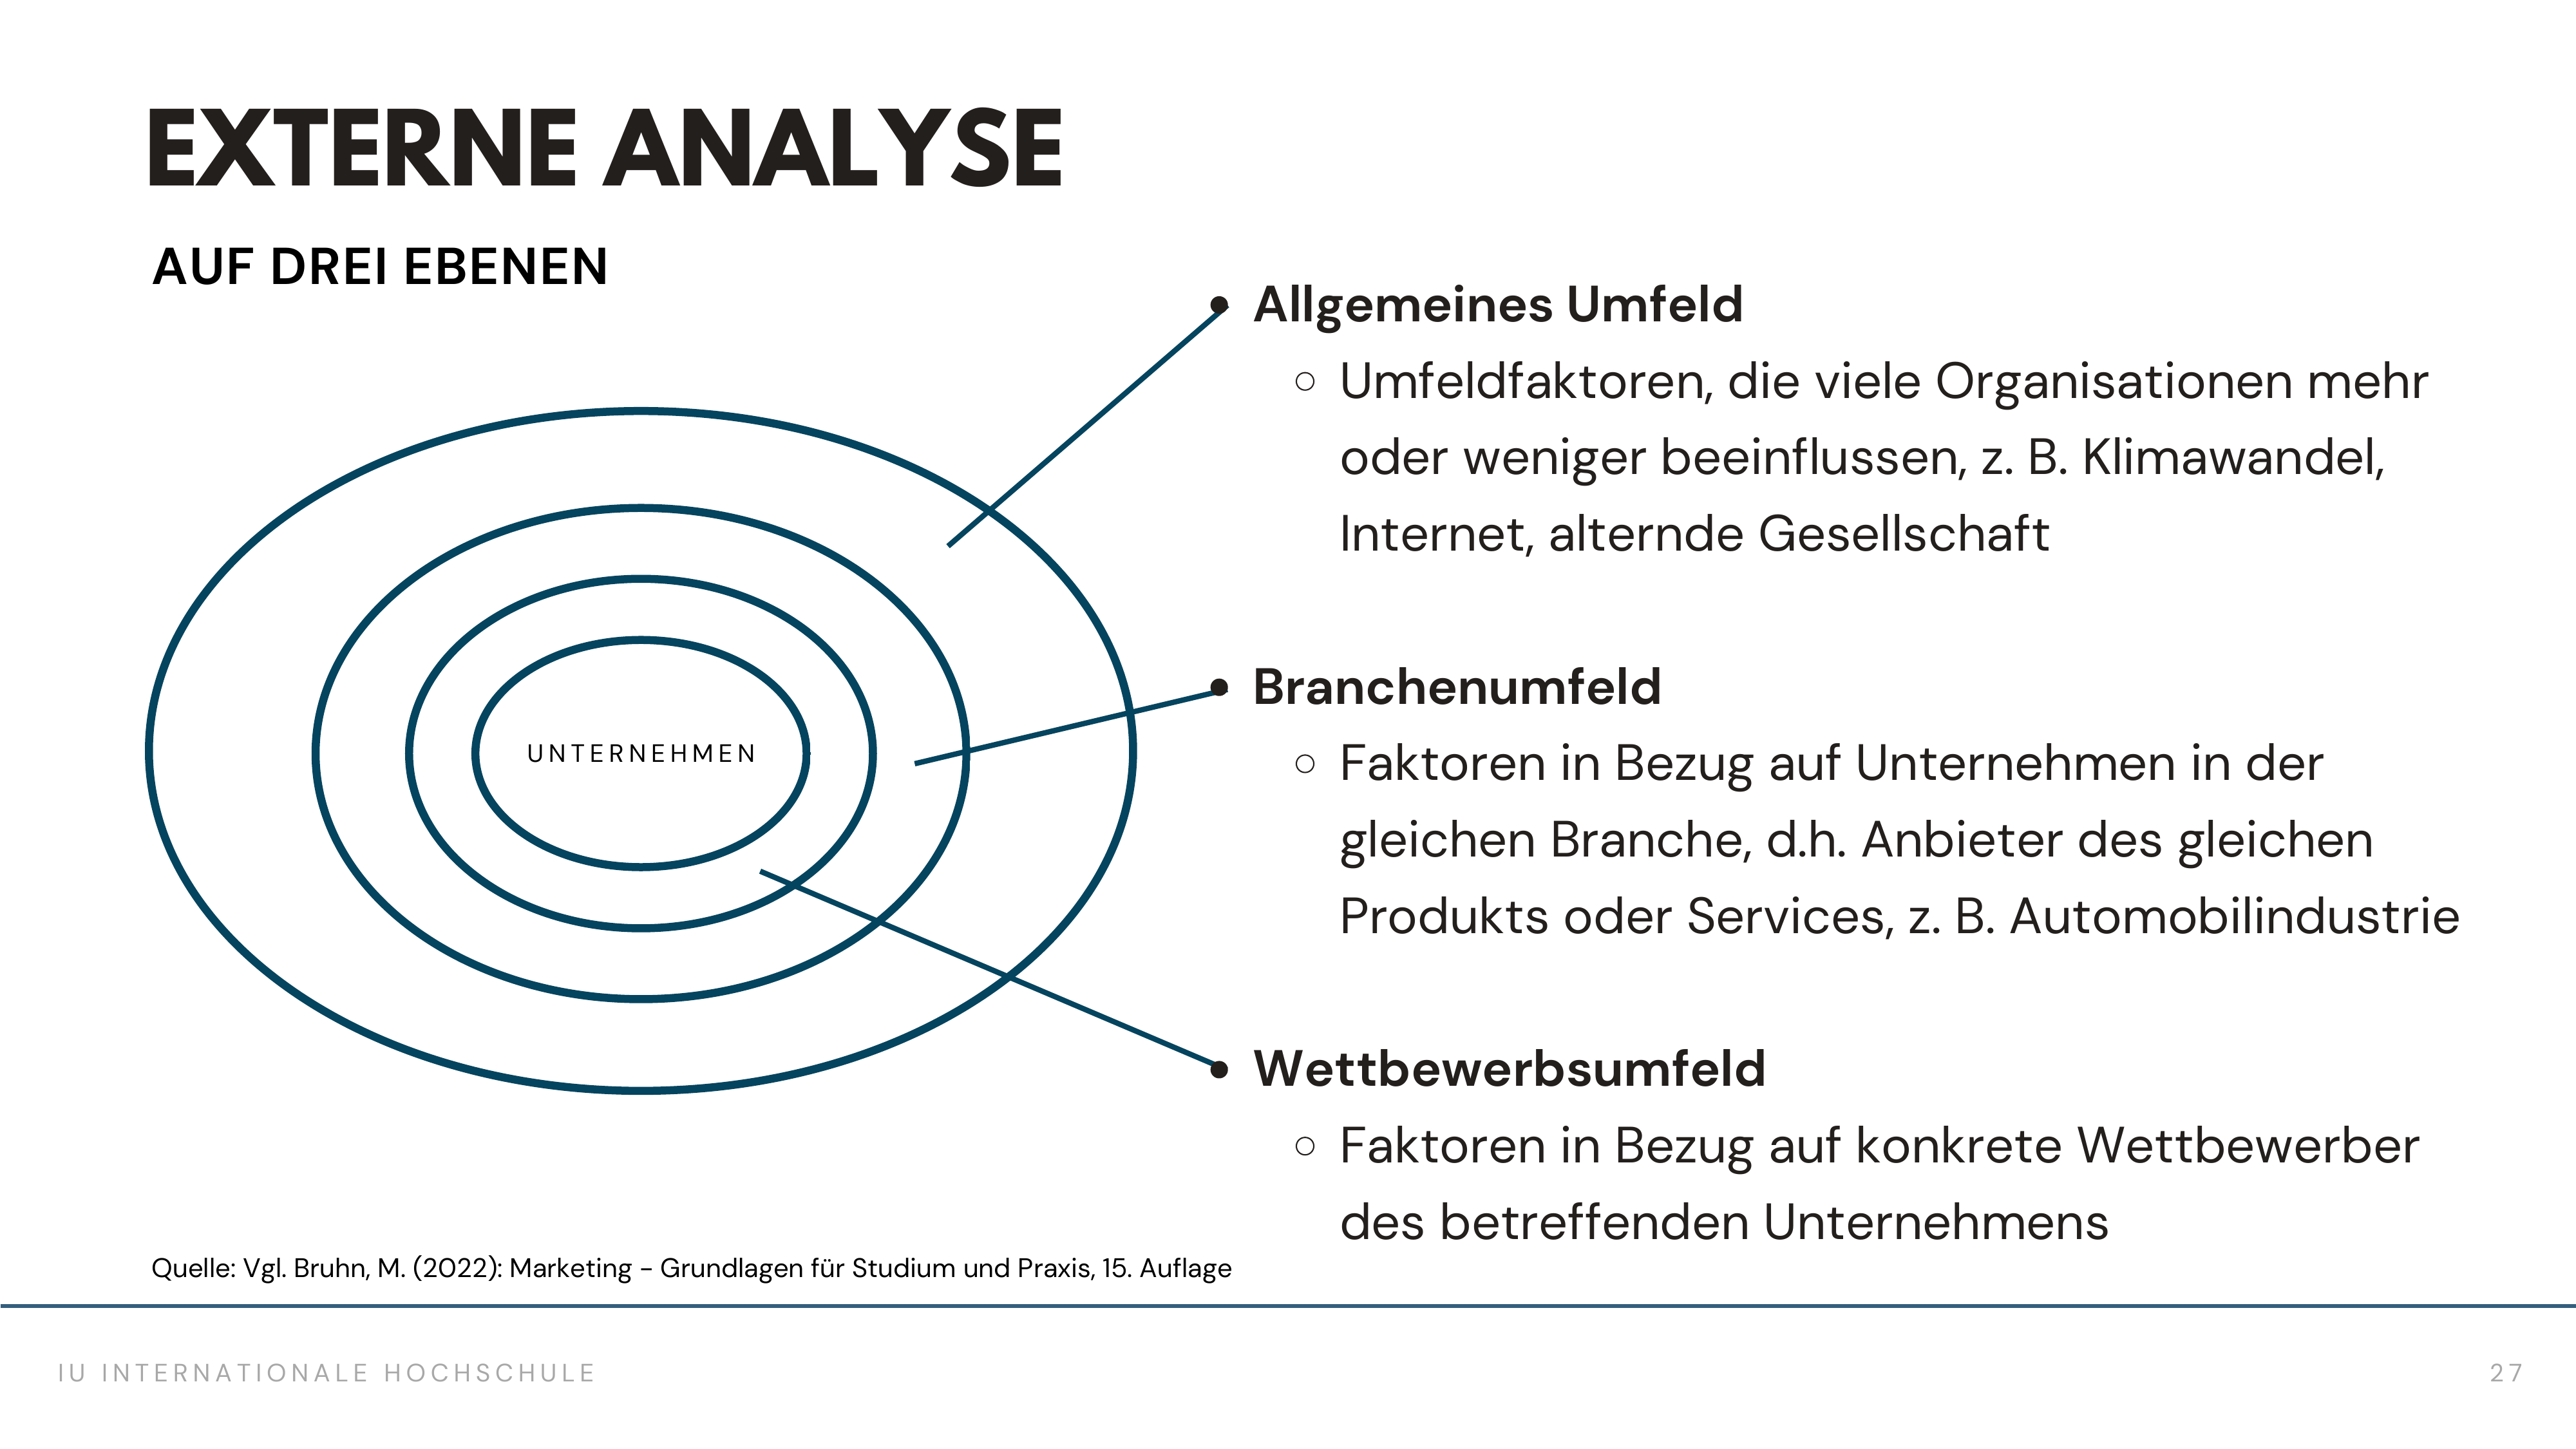 EXTERNE ANALYSE
AUF DREI EBENEN
UNTERNEHMEN
• Allgemeines Umfeld
○ Umfeldfaktoren, die viele Organisationen mehr
oder weniger beeinflussen, z. B. Klimawandel,
Internet, alternde Gesellschaft
• Branchenumfeld
○ Faktoren in Bezug auf Unternehmen in der
gleichen Branche, d.h. Anbieter des gleichen
Produkts oder Services, z. B. Automobilindustrie
• Wettbewerbsumfeld
○ Faktoren in Bezug auf konkrete Wettbewerber
des betreffenden Unternehmens
Quelle: Vgl. Bruhn, M. (2022): Marketing - Grundlagen für Studium und Praxis, 15. Auflage
IU INTERNATIONALE HOCHSCHULE
27